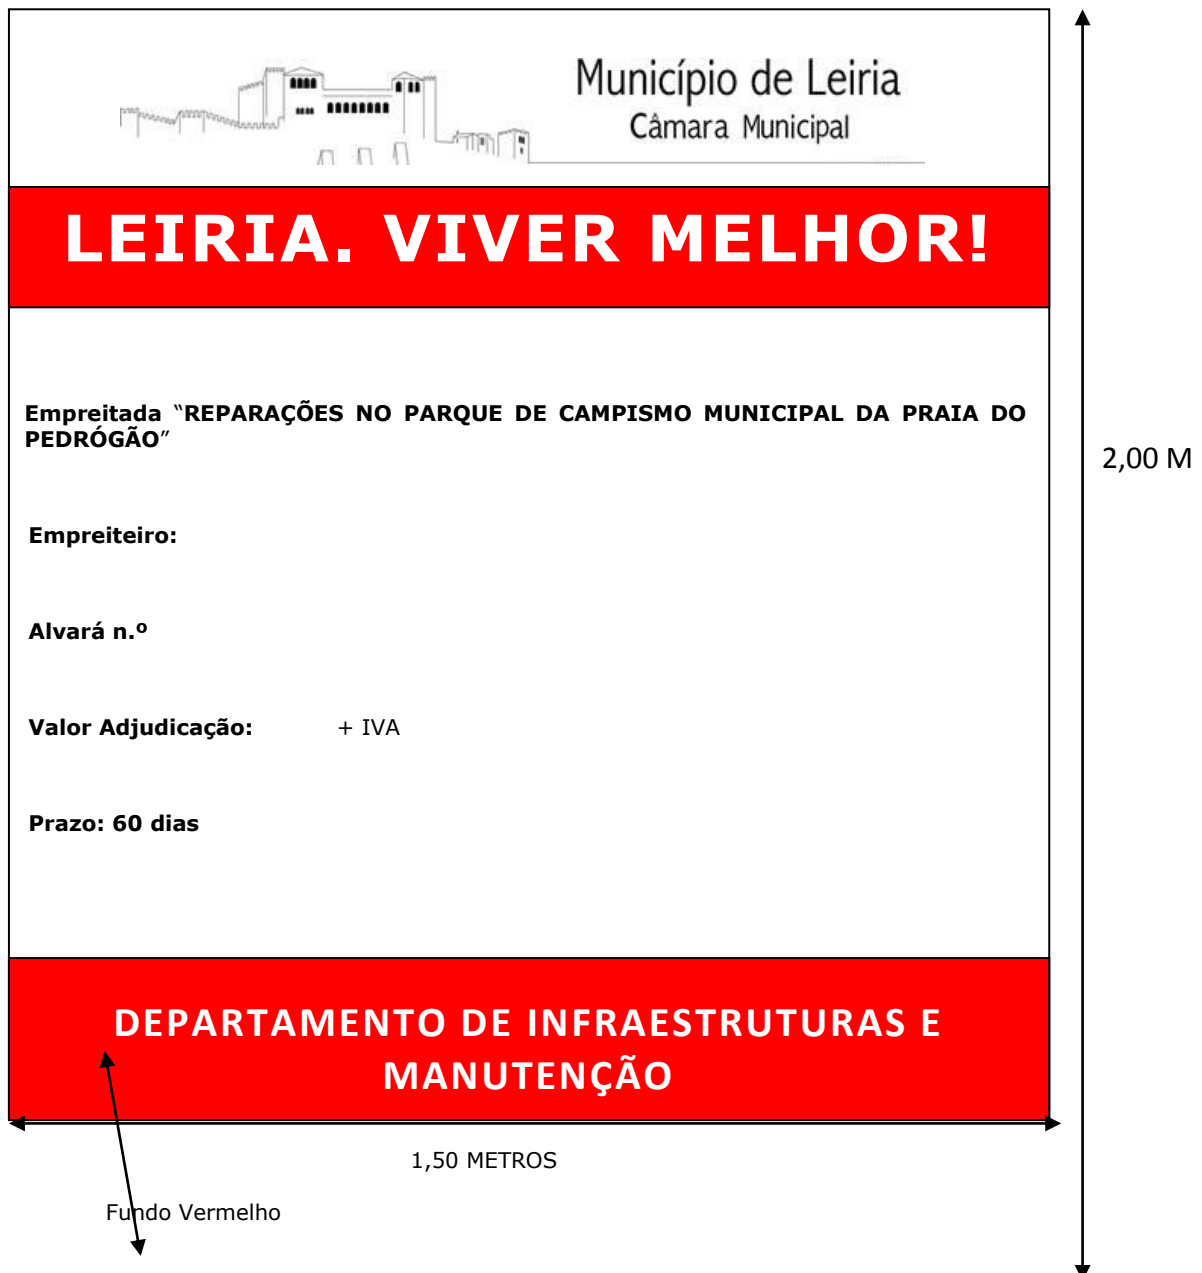 Município de Leiria
Câmara Municipal
LEIRIA. VIVER MELHOR!
Empreitada “REPARAÇÕES NO PARQUE DE CAMPISMO MUNICIPAL DA PRAIA DO
PEDRÓGÃO”
2,00 M
Empreiteiro:
Alvará n.º
Valor Adjudicação: + IVA
Prazo: 60 dias
DEPARTAMENTO DE INFRAESTRUTURAS E
MANUTENÇÃO
1,50 METROS
Fundo Vermelho